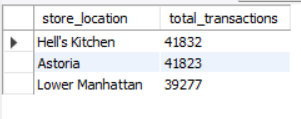 store_location total_transactions
Hell's Kitchen 41832
Astoria 41823
Lower Manhattan 39277